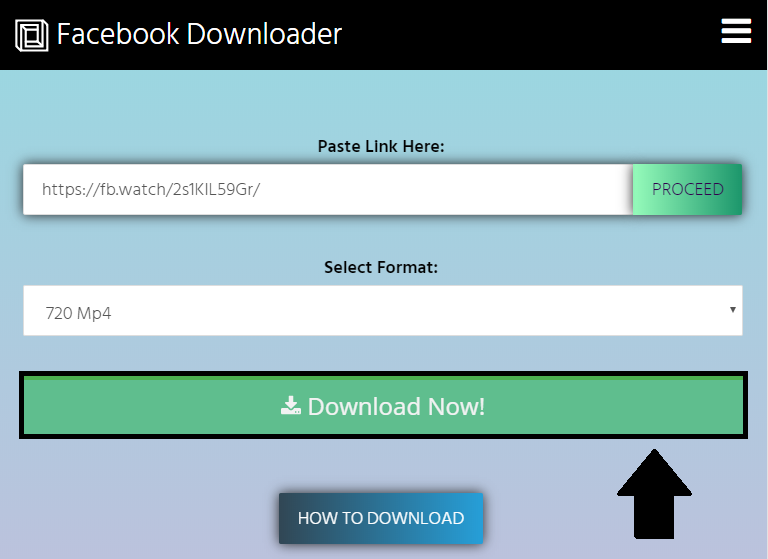 Facebook Downloader
Paste Link Here:
https://fb.watch/2s1KIL59Gr/ PROCEED
Select Format:
720 Mp4
Download Now!
HOW TO DOWNLOAD